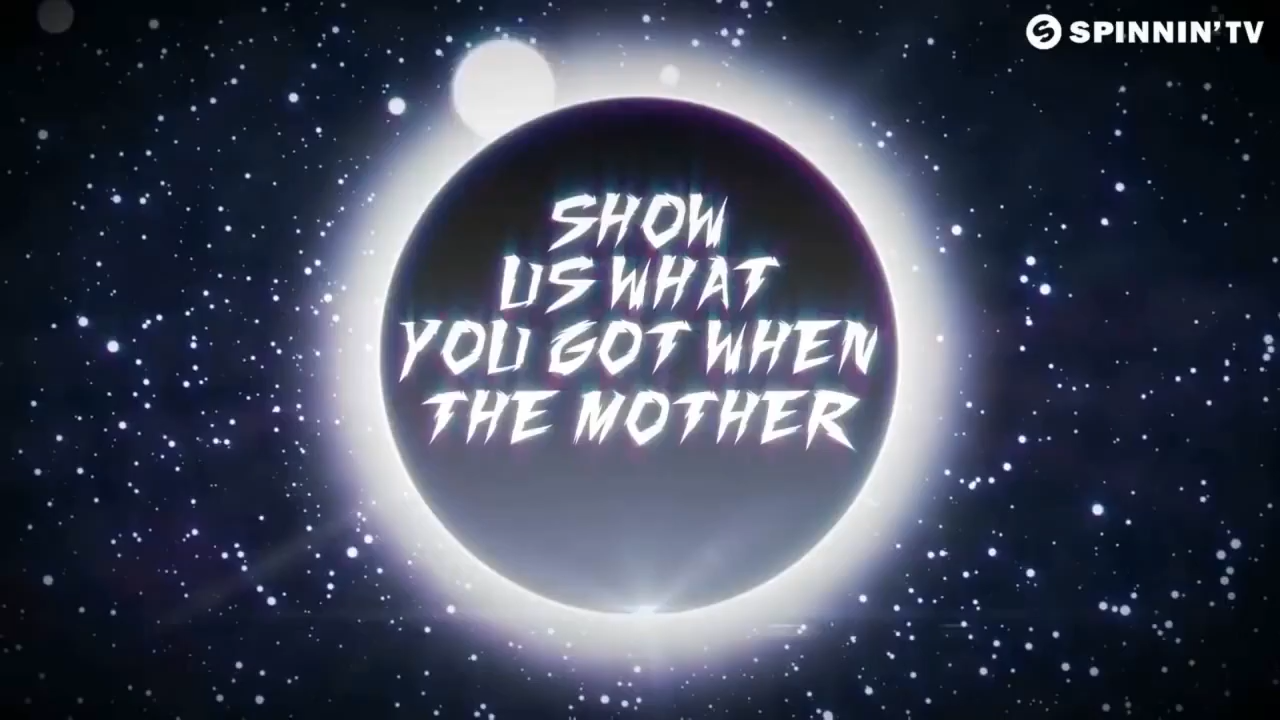 SPINNIN'TV
SHOW
US WHAT
YOU GOT WHEN
THE MOTHER